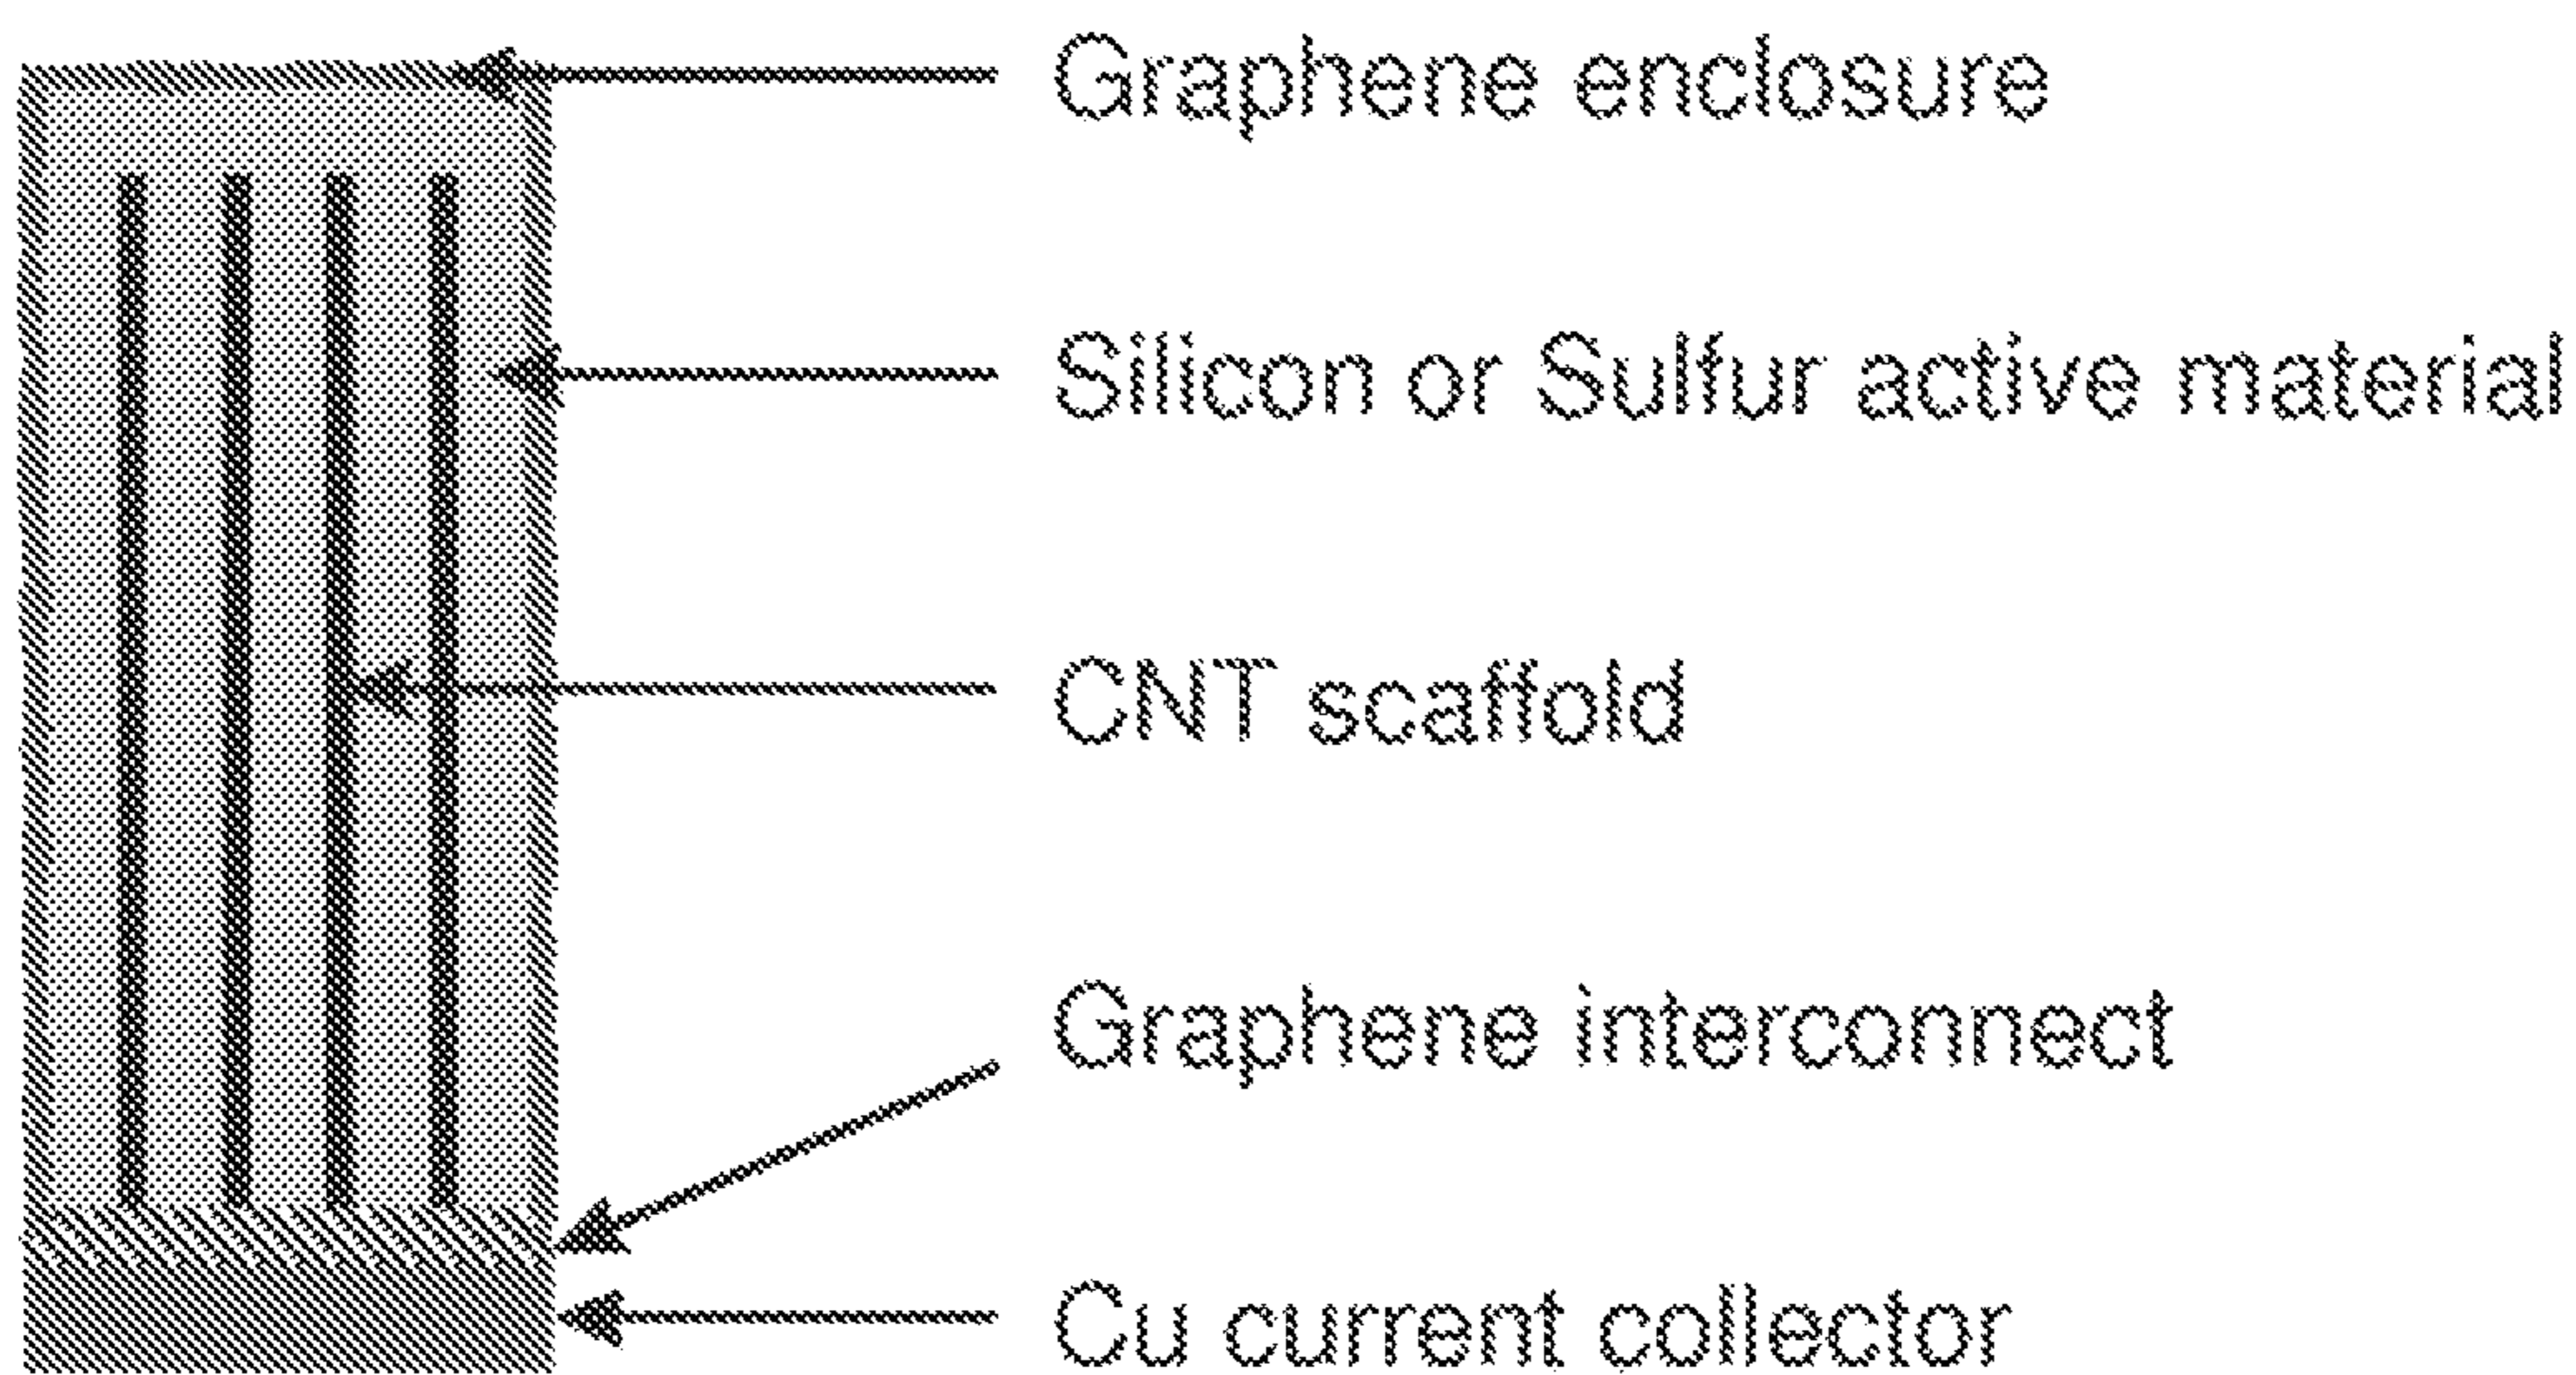 Graphene enclosure
Silicon or Sulfur active material
CNT scaffold
Graphene interconnect
Cu current collector